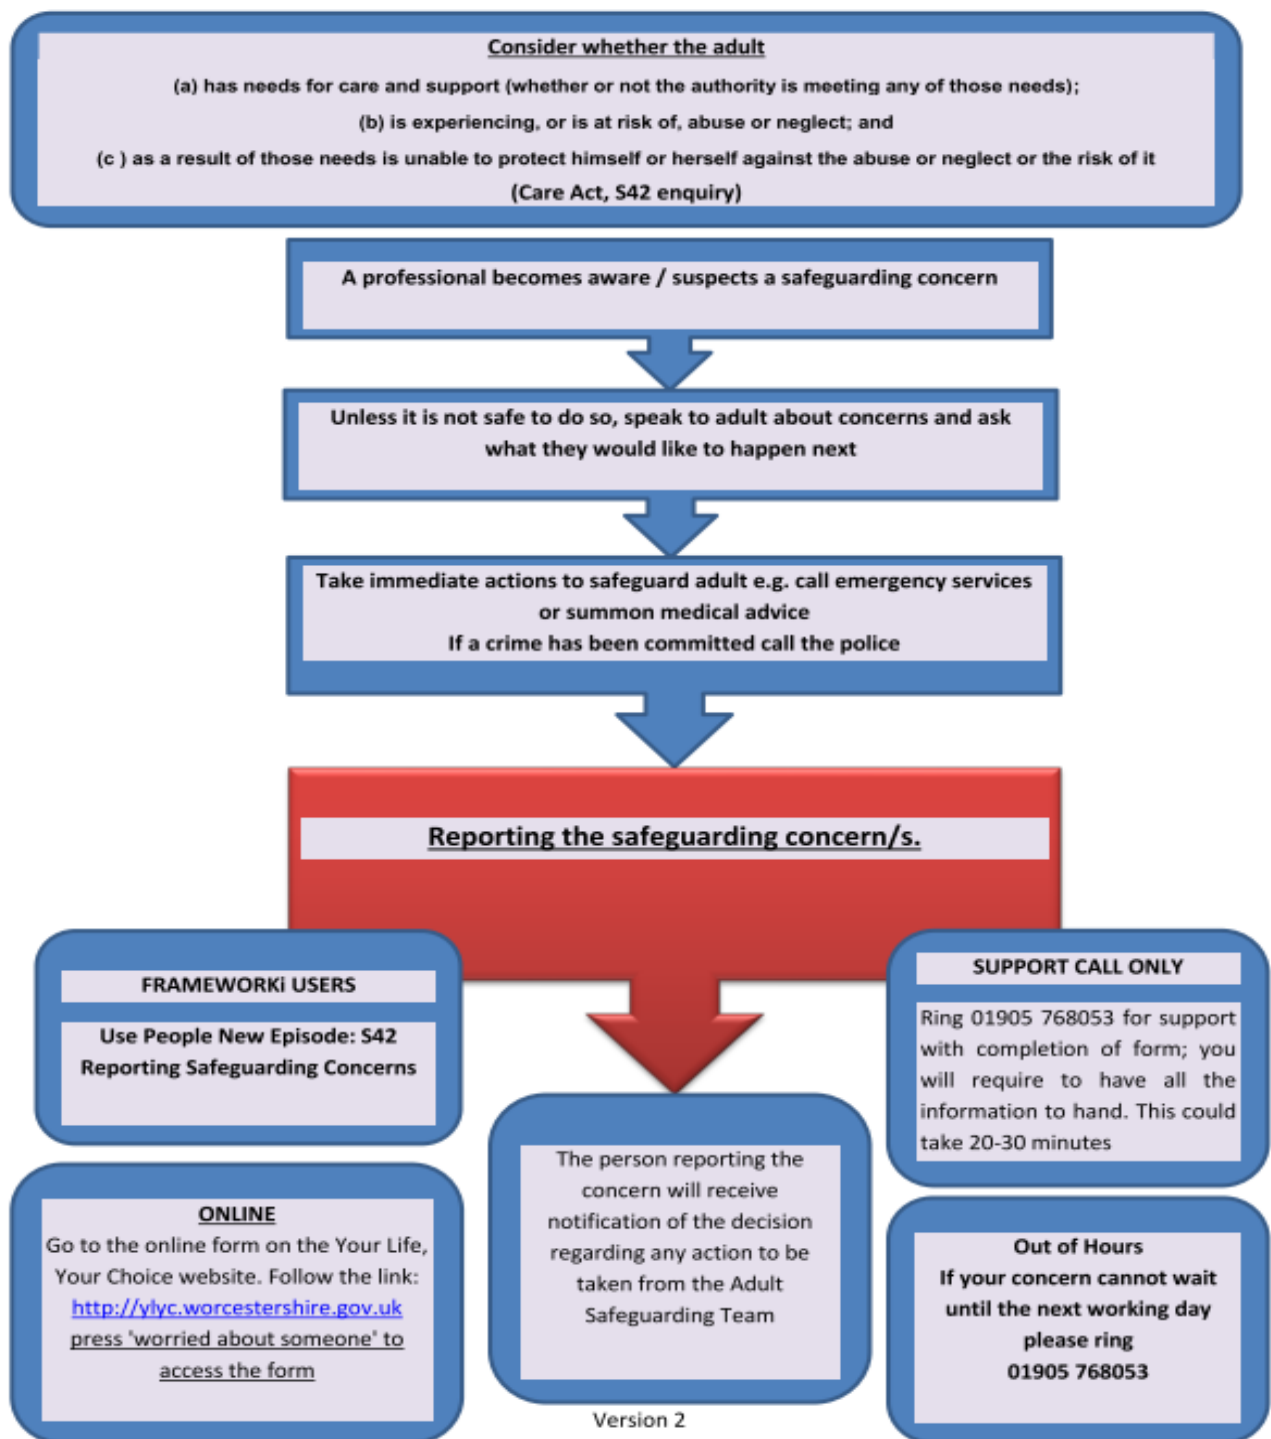 Consider whether the adult
(a) has needs for care and support (whether or not the authority is meeting any of those needs);
(b) is experiencing, or is at risk of, abuse or neglect; and
(c ) as a result of those needs is unable to protect himself or herself against the abuse or neglect or the risk of it
(Care Act, S42 enquiry)
A professional becomes aware / suspects a safeguarding concern
Unless it is not safe to do so, speak to adult about concerns and ask
what they would like to happen next
Take immediate actions to safeguard adult e.g. call emergency services
or summon medical advice
If a crime has been committed call the police
Reporting the safeguarding concern/s.
FRAMEWORKi USERS
Use People New Episode: S42
Reporting Safeguarding Concerns
SUPPORT CALL ONLY
Ring 01905 768053 for support
with completion of form; you
will require to have all the
information to hand. This could
take 20-30 minutes
ONLINE
Go to the online form on the Your Life,
Your Choice website. Follow the link:
http://ylyc.worcestershire.gov.uk
press 'worried about someone' to
access the form
The person reporting the
concern will receive
notification of the decision
regarding any action to be
taken from the Adult
Safeguarding Team
Out of Hours
If your concern cannot wait
until the next working day
please ring
01905 768053
Version 2